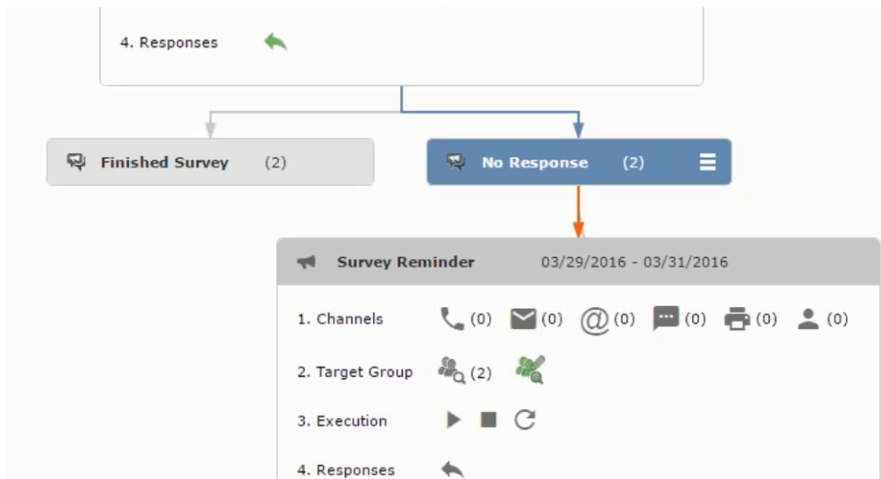 4. Responses
Finished Survey (2)
No Response (2)
Survey Reminder 03/29/2016 - 03/31/2016
1. Channels (0) (0) @ (0) (0) (0) (0)
2. Target Group (2)
3. Execution
4. Responses